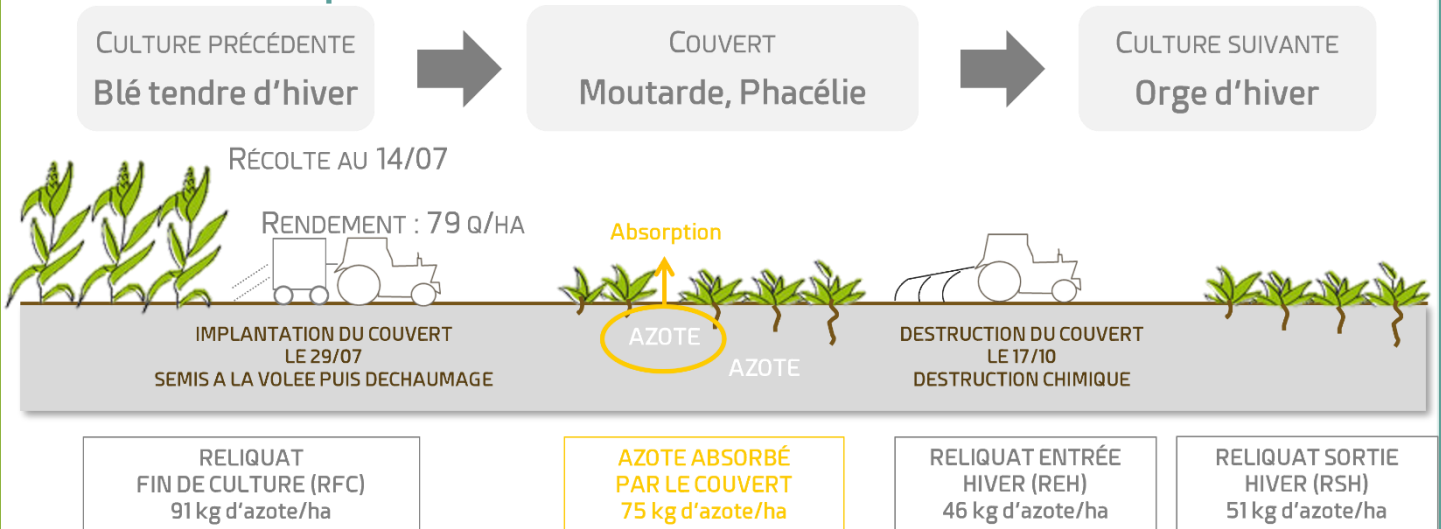 CULTURE PRÉCÉDENTE
Blé tendre d'hiver
COUVERT
Moutarde, Phacélie
CULTURE SUIVANTE
Orge d'hiver
RÉCOLTE AU 14/07
RENDEMENT : 79 Q/HA
Absorption
IMPLANTATION DU COUVERT
LE 29/07
SEMIS A LA VOLEE PUIS DECHAUMAGE
AZOTE
AZOTE
DESTRUCTION DU COUVERT
LE 17/10
DESTRUCTION CHIMIQUE
RELIQUAT
FIN DE CULTURE (RFC)
91 kg d'azote/ha
AZOTE ABSORBÉ
PAR LE COUVERT
75 kg d'azote/ha
RELIQUAT ENTRÉE
HIVER (REH)
46 kg d'azote/ha
RELIQUAT SORTIE
HIVER (RSH)
51 kg d'azote/ha